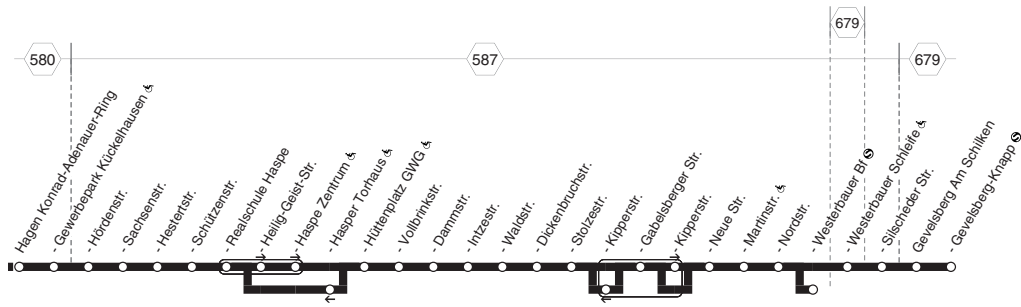 679
580
587
679
Hagen Konrad-Adenauer-Ring
- Gewerbepark Kückelhausen
- Hördenstr.
- Sachsenstr.
- Hestertstr.
- Schützenstr.
- Realschule Haspe
- Heilig-Geist-Str.
- Haspe Zentrum
- Hasper Torhaus
- Hüttenplatz GWG
- Vollbrinkstr.
- Dammstr.
- Intzestr.
- Waldstr.
- Dickenbruchstr.
- Stolzestr.
- Kipperstr.
- Gabelsberger Str.
- Kipperstr.
- Neue Str.
- Martinstr.
- Nordstr.
- Westerbauer Bf S
- Westerbauer Schleife
- Silscheder Str.
Gevelsberg Am Schilken
- Gevelsberg-Knapp S